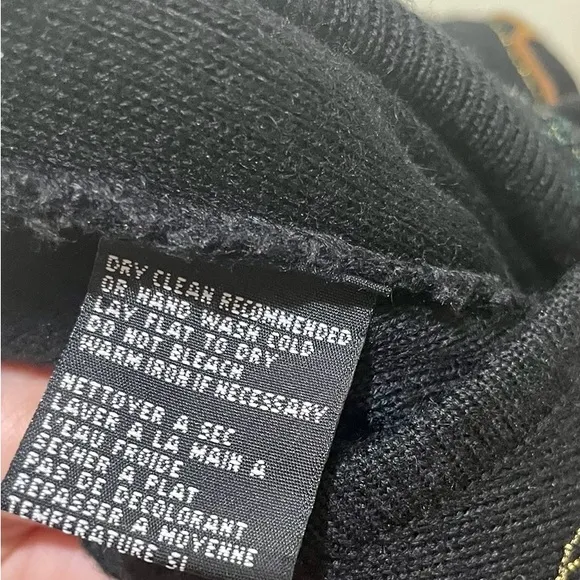 DRY CLEAN RECOMMENDED
OR HAND WASH COLD
LAY FLAT TO DRY
DO NOT BLEACH
WARM IRON IF NECESSARY
NETTOYER A SEC
LAVER A LA MAIN A
L'EAU FROIDE
SECHER A PLAT
PAS DE DECOLORANT
REPASSER A MOYENNE
TEMPERATURE SI